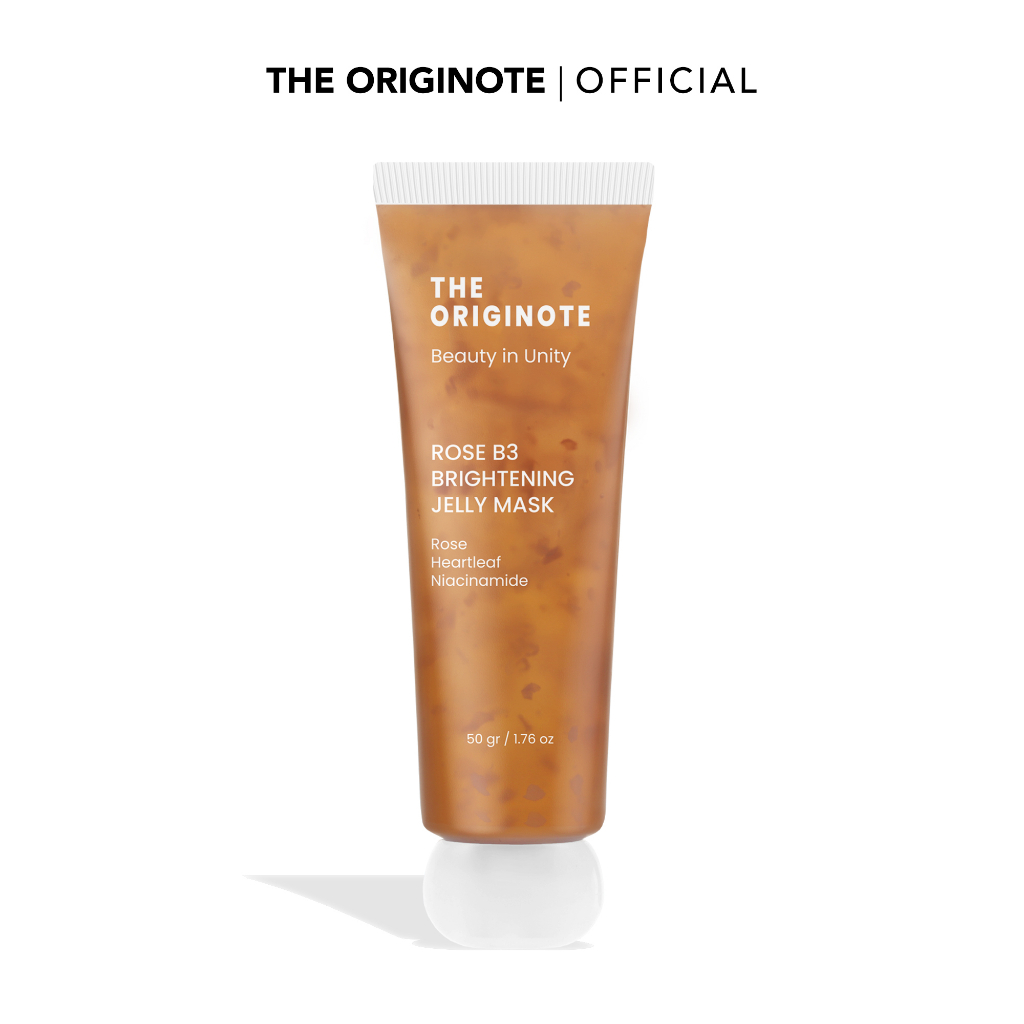 THE ORIGINOTE | OFFICIAL
THE
ORIGINOTE
Beauty in Unity
ROSE B3
BRIGHTENING
JELLY MASK
Rose
Heartleaf
Niacinamide
50 gr / 1.76 oz